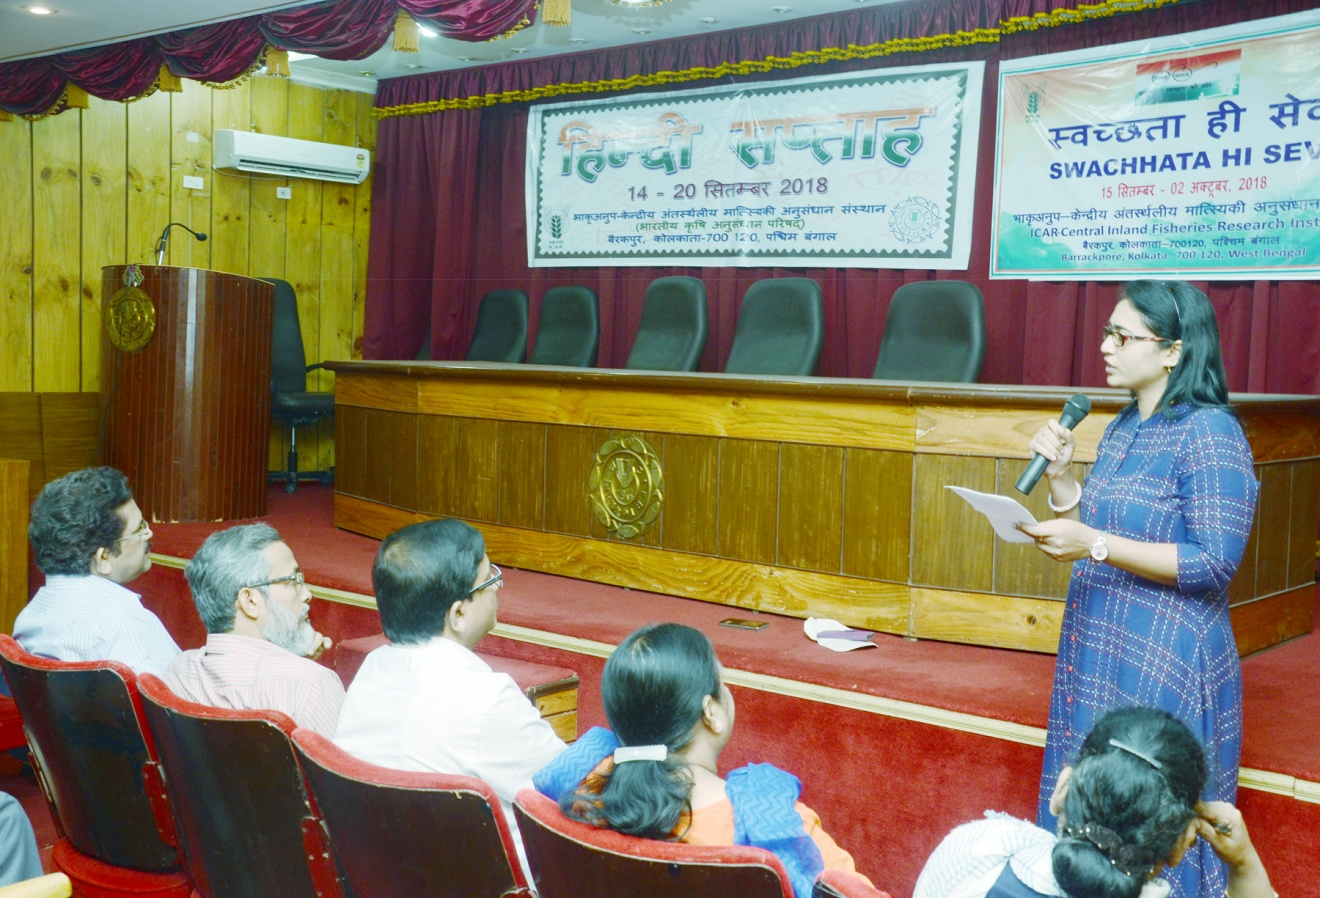 हिन्दी सप्ताह
14 - 20 सितम्बर 2018
भाकृअनुप-केन्द्रीय अंतर्स्थलीय मात्स्यिकी अनुसंधान संस्थान
(भारतीय कृषि अनुसंधान परिषद्)
बैरकपुर, कोलकाता-700 120, पश्चिम बंगाल
स्वच्छता ही से
SWACHHATA HI SEV
15 सितम्बर - 02 अक्टूबर, 2018
भाकृअनुप–केन्द्रीय अंतर्स्थलीय मात्स्यिकी अनुसंधान
ICAR-Central Inland Fisheries Research Inst
बैरकपुर, कोलकाता–700120, पश्चिम बंगाल
Barrackpore, Kolkata- 700 120, West Bengal